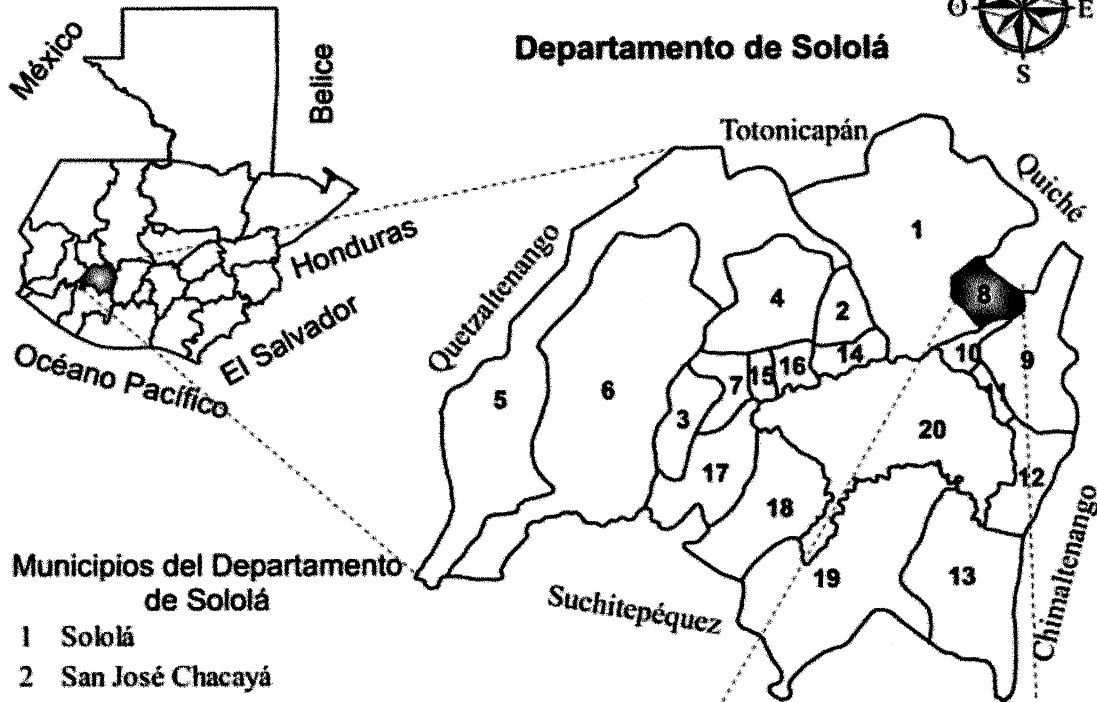 Departamento de Sololá
O
E
S
México
Belice
Honduras
El Salvador
Océano Pacífico
Totonicapán
Quiché
Quetzaltenango
Suchitepéquez
Chimaltenango
1
8
4
2
9
10
14
16
15
7
5
6
3
20
11
12
17
18
19
13
Municipios del Departamento
de Sololá
1 Sololá
2 San José Chacayá